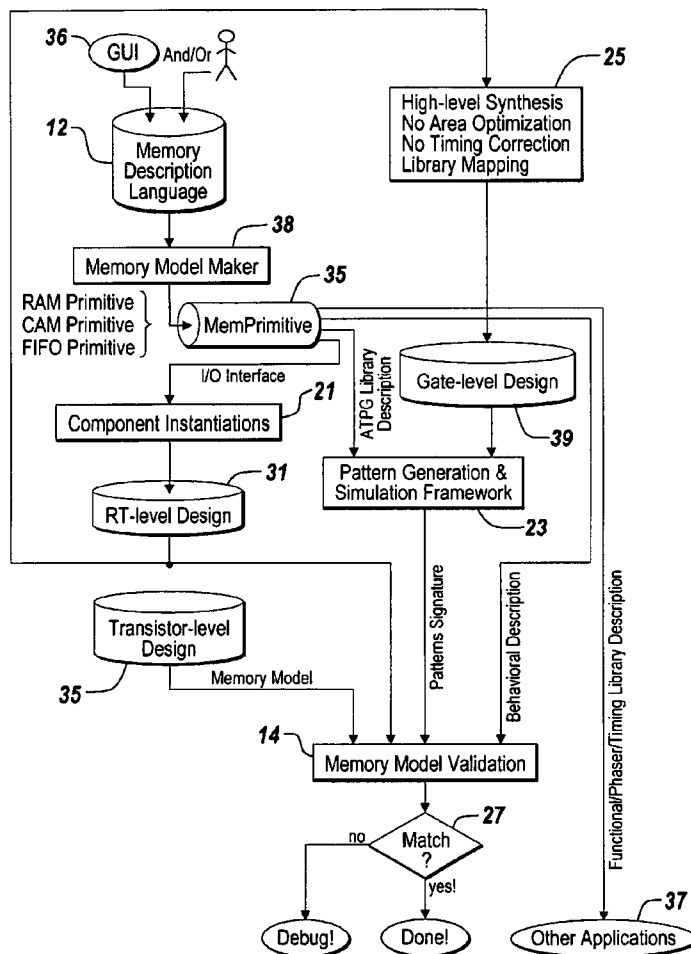 36
GUI
And/Or
25
12
Memory
Description
Language
High-level Synthesis
No Area Optimization
No Timing Correction
Library Mapping
38
Memory Model Maker
35
RAM Primitive
CAM Primitive
FIFO Primitive
MemPrimitive
I/O Interface
ATPG Library
Description
Gate-level Design
39
Component Instantiations
21
Pattern Generation &
Simulation Framework
23
31
RT-level Design
Transistor-level
Design
35
Memory Model
Patterns Signature
Behavioral Description
Functional/Phaser/Timing Library Description
14
Memory Model Validation
27
Match
?
no
yes!
Debug!
Done!
37
Other Applications